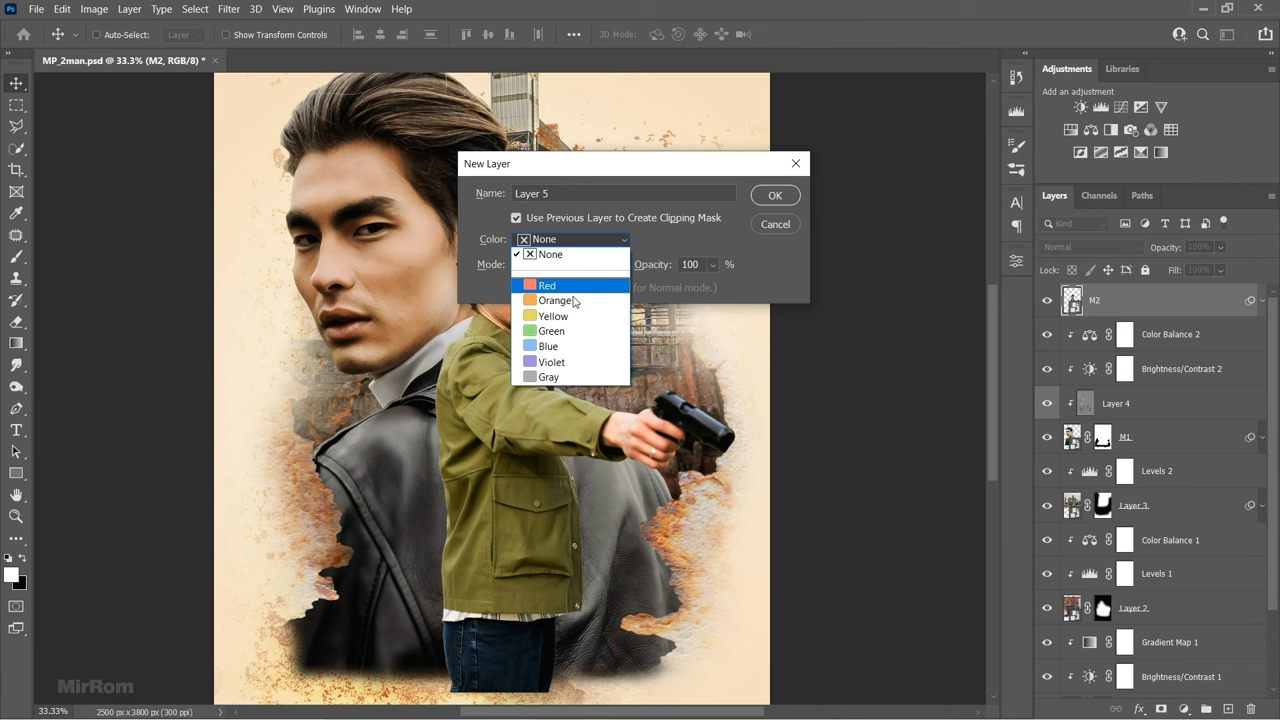 Ps File Edit Image Layer Type Select Filter 3D View Plugins Window Help
Auto-Select: Layer Show Transform Controls 3D Mode:
MP_2man.psd @ 33.3% (M2, RGB/8) *
Adjustments Libraries
Add an adjustment
New Layer
Name: Layer 5 OK
Use Previous Layer to Create Clipping Mask
Cancel
Color: None
None
Mode: Opacity: 100 %
Red for Normal mode.)
Orange
Yellow
Green
Blue
Violet
Gray
Layers Channels Paths
Kind
Normal Opacity: 100%
Lock: Fill: 100%
M2
Color Balance 2
Brightness/Contrast 2
Layer 4
M1
Levels 2
Layer 3
Color Balance 1
Levels 1
Layer 2
Gradient Map 1
Brightness/Contrast 1
MirRom
33.33% 2500 px x 3800 px (300 ppi)